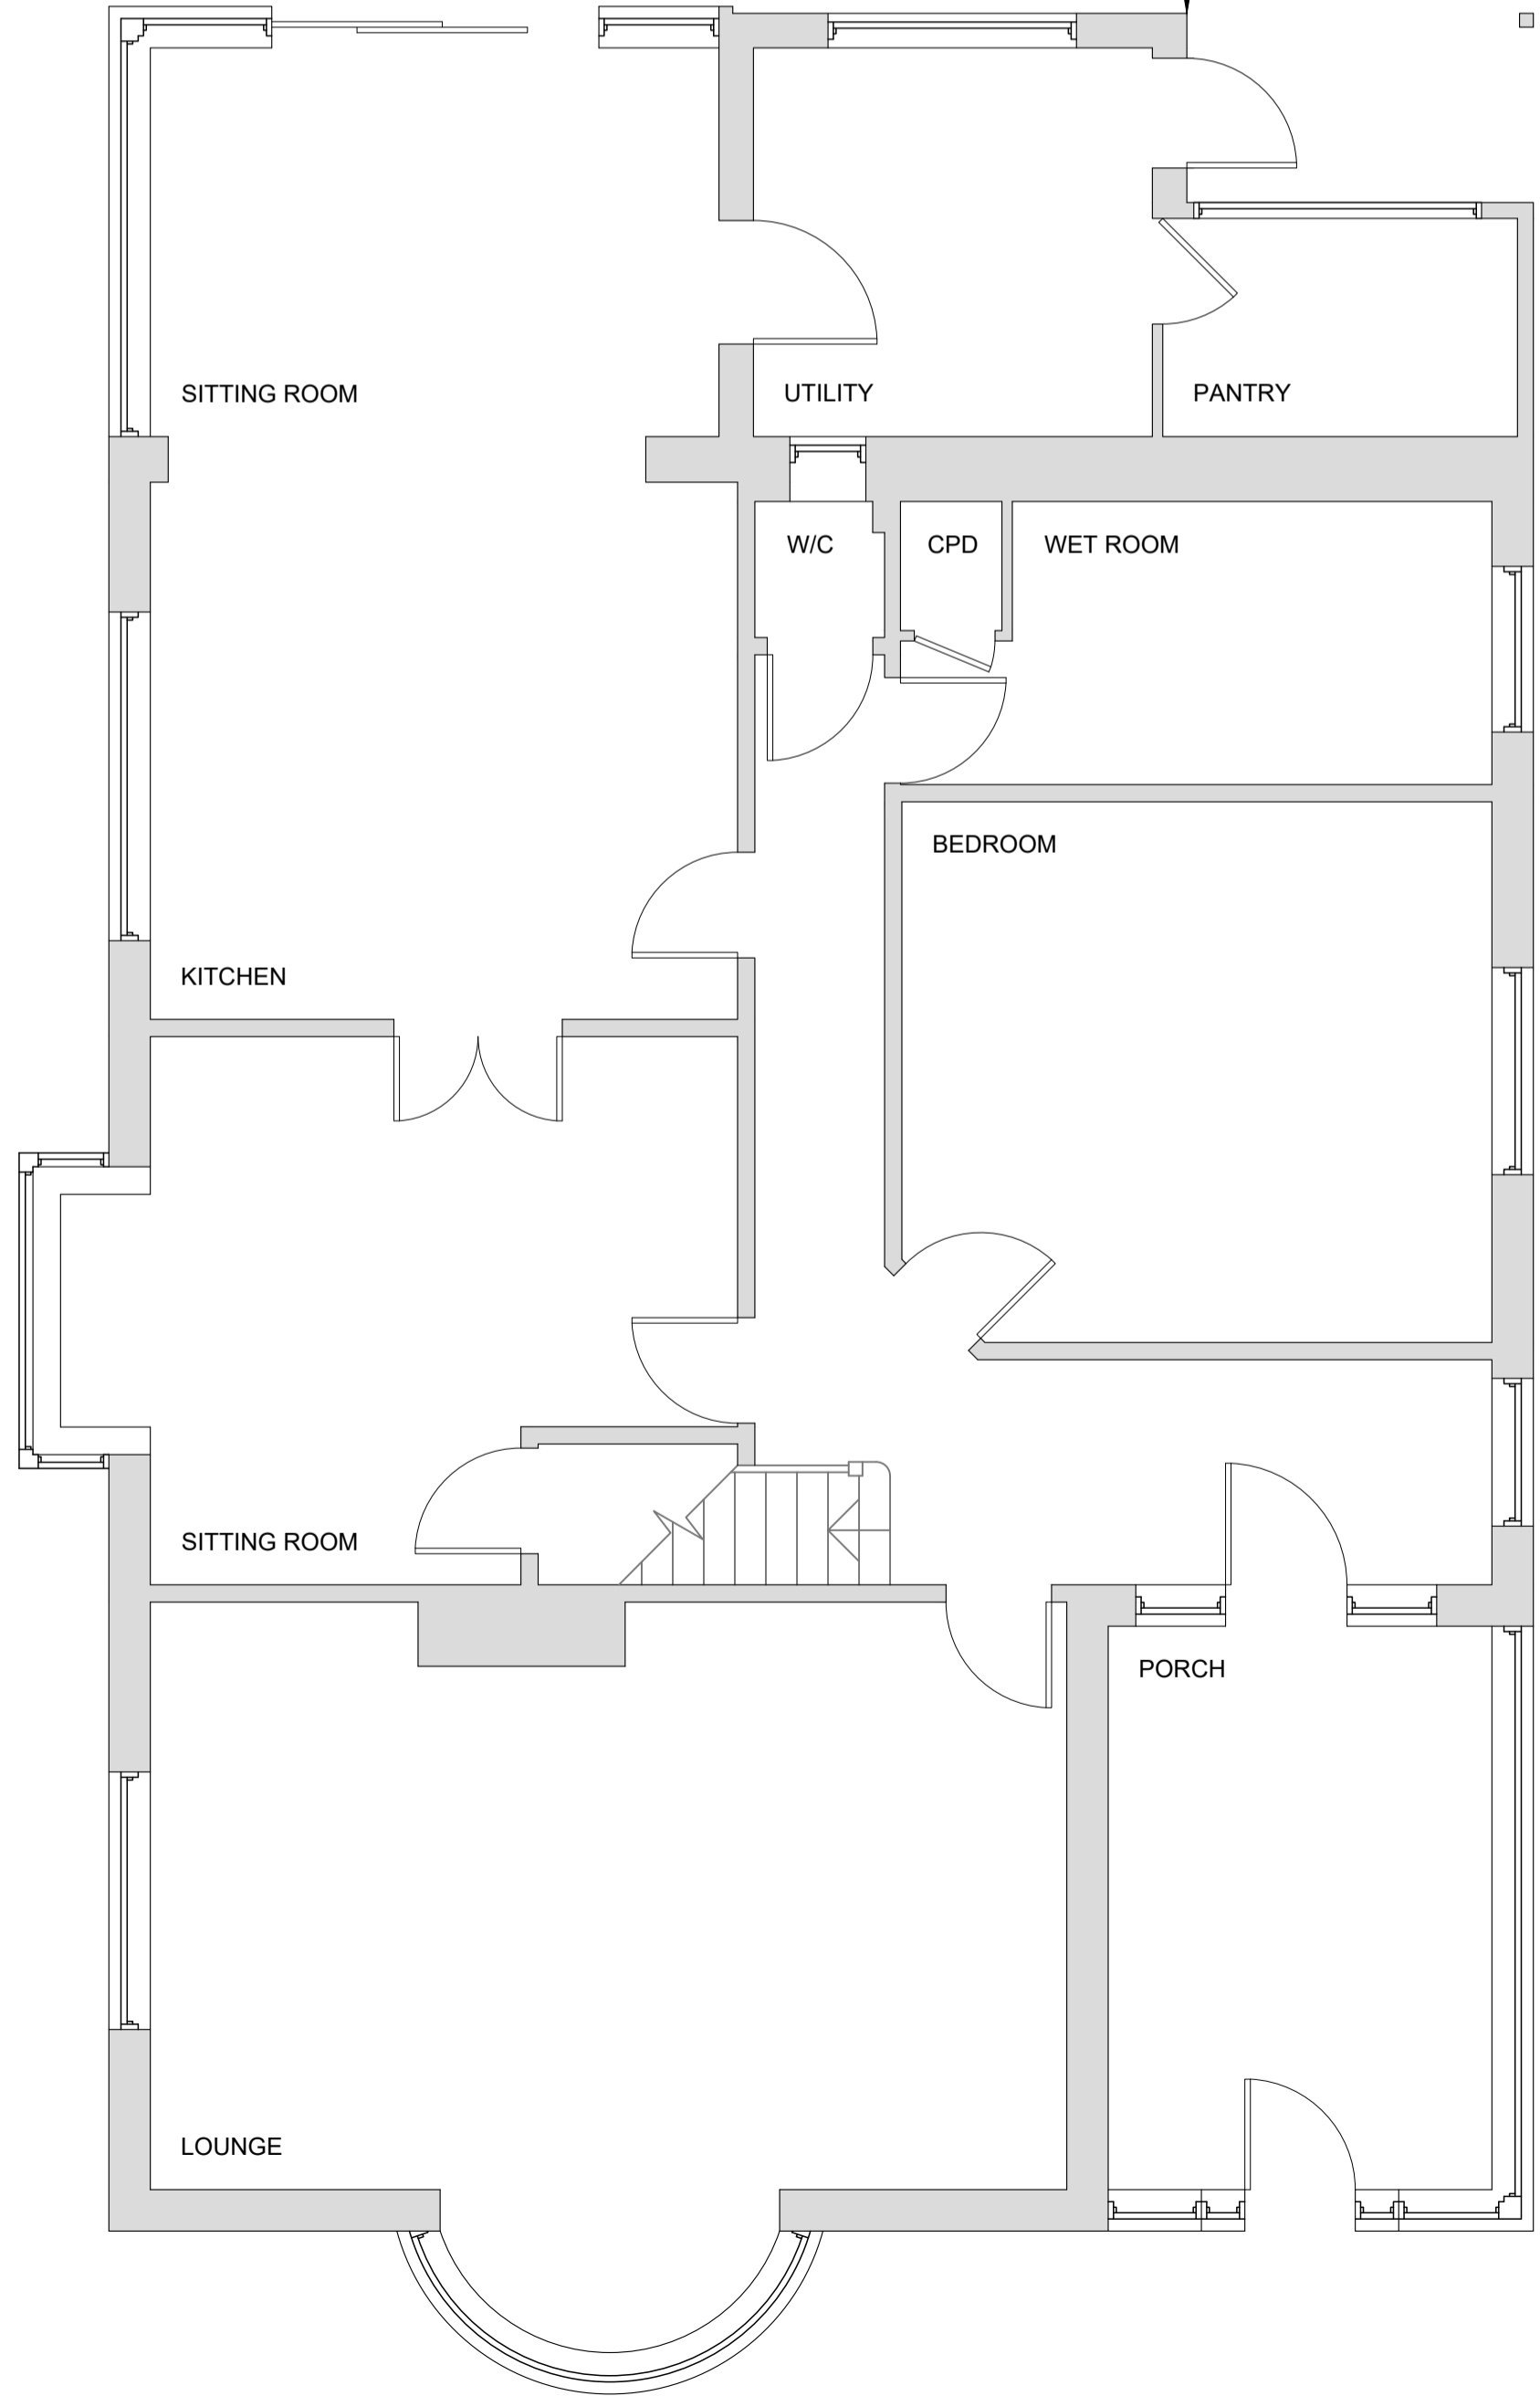 SITTING ROOM
UTILITY
PANTRY
W/C
CPD
WET ROOM
BEDROOM
KITCHEN
SITTING ROOM
PORCH
LOUNGE